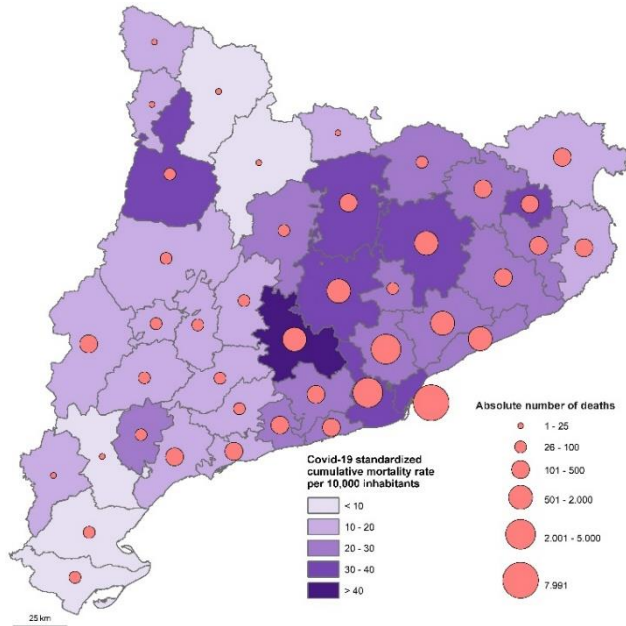 Absolute number of deaths
1 - 25
26 - 100
101 - 500
501 - 2.000
2.001 - 5.000
7.991
Covid-19 standardized
cumulative mortality rate
per 10,000 inhabitants
< 10
10 - 20
20 - 30
30 - 40
> 40
25 km